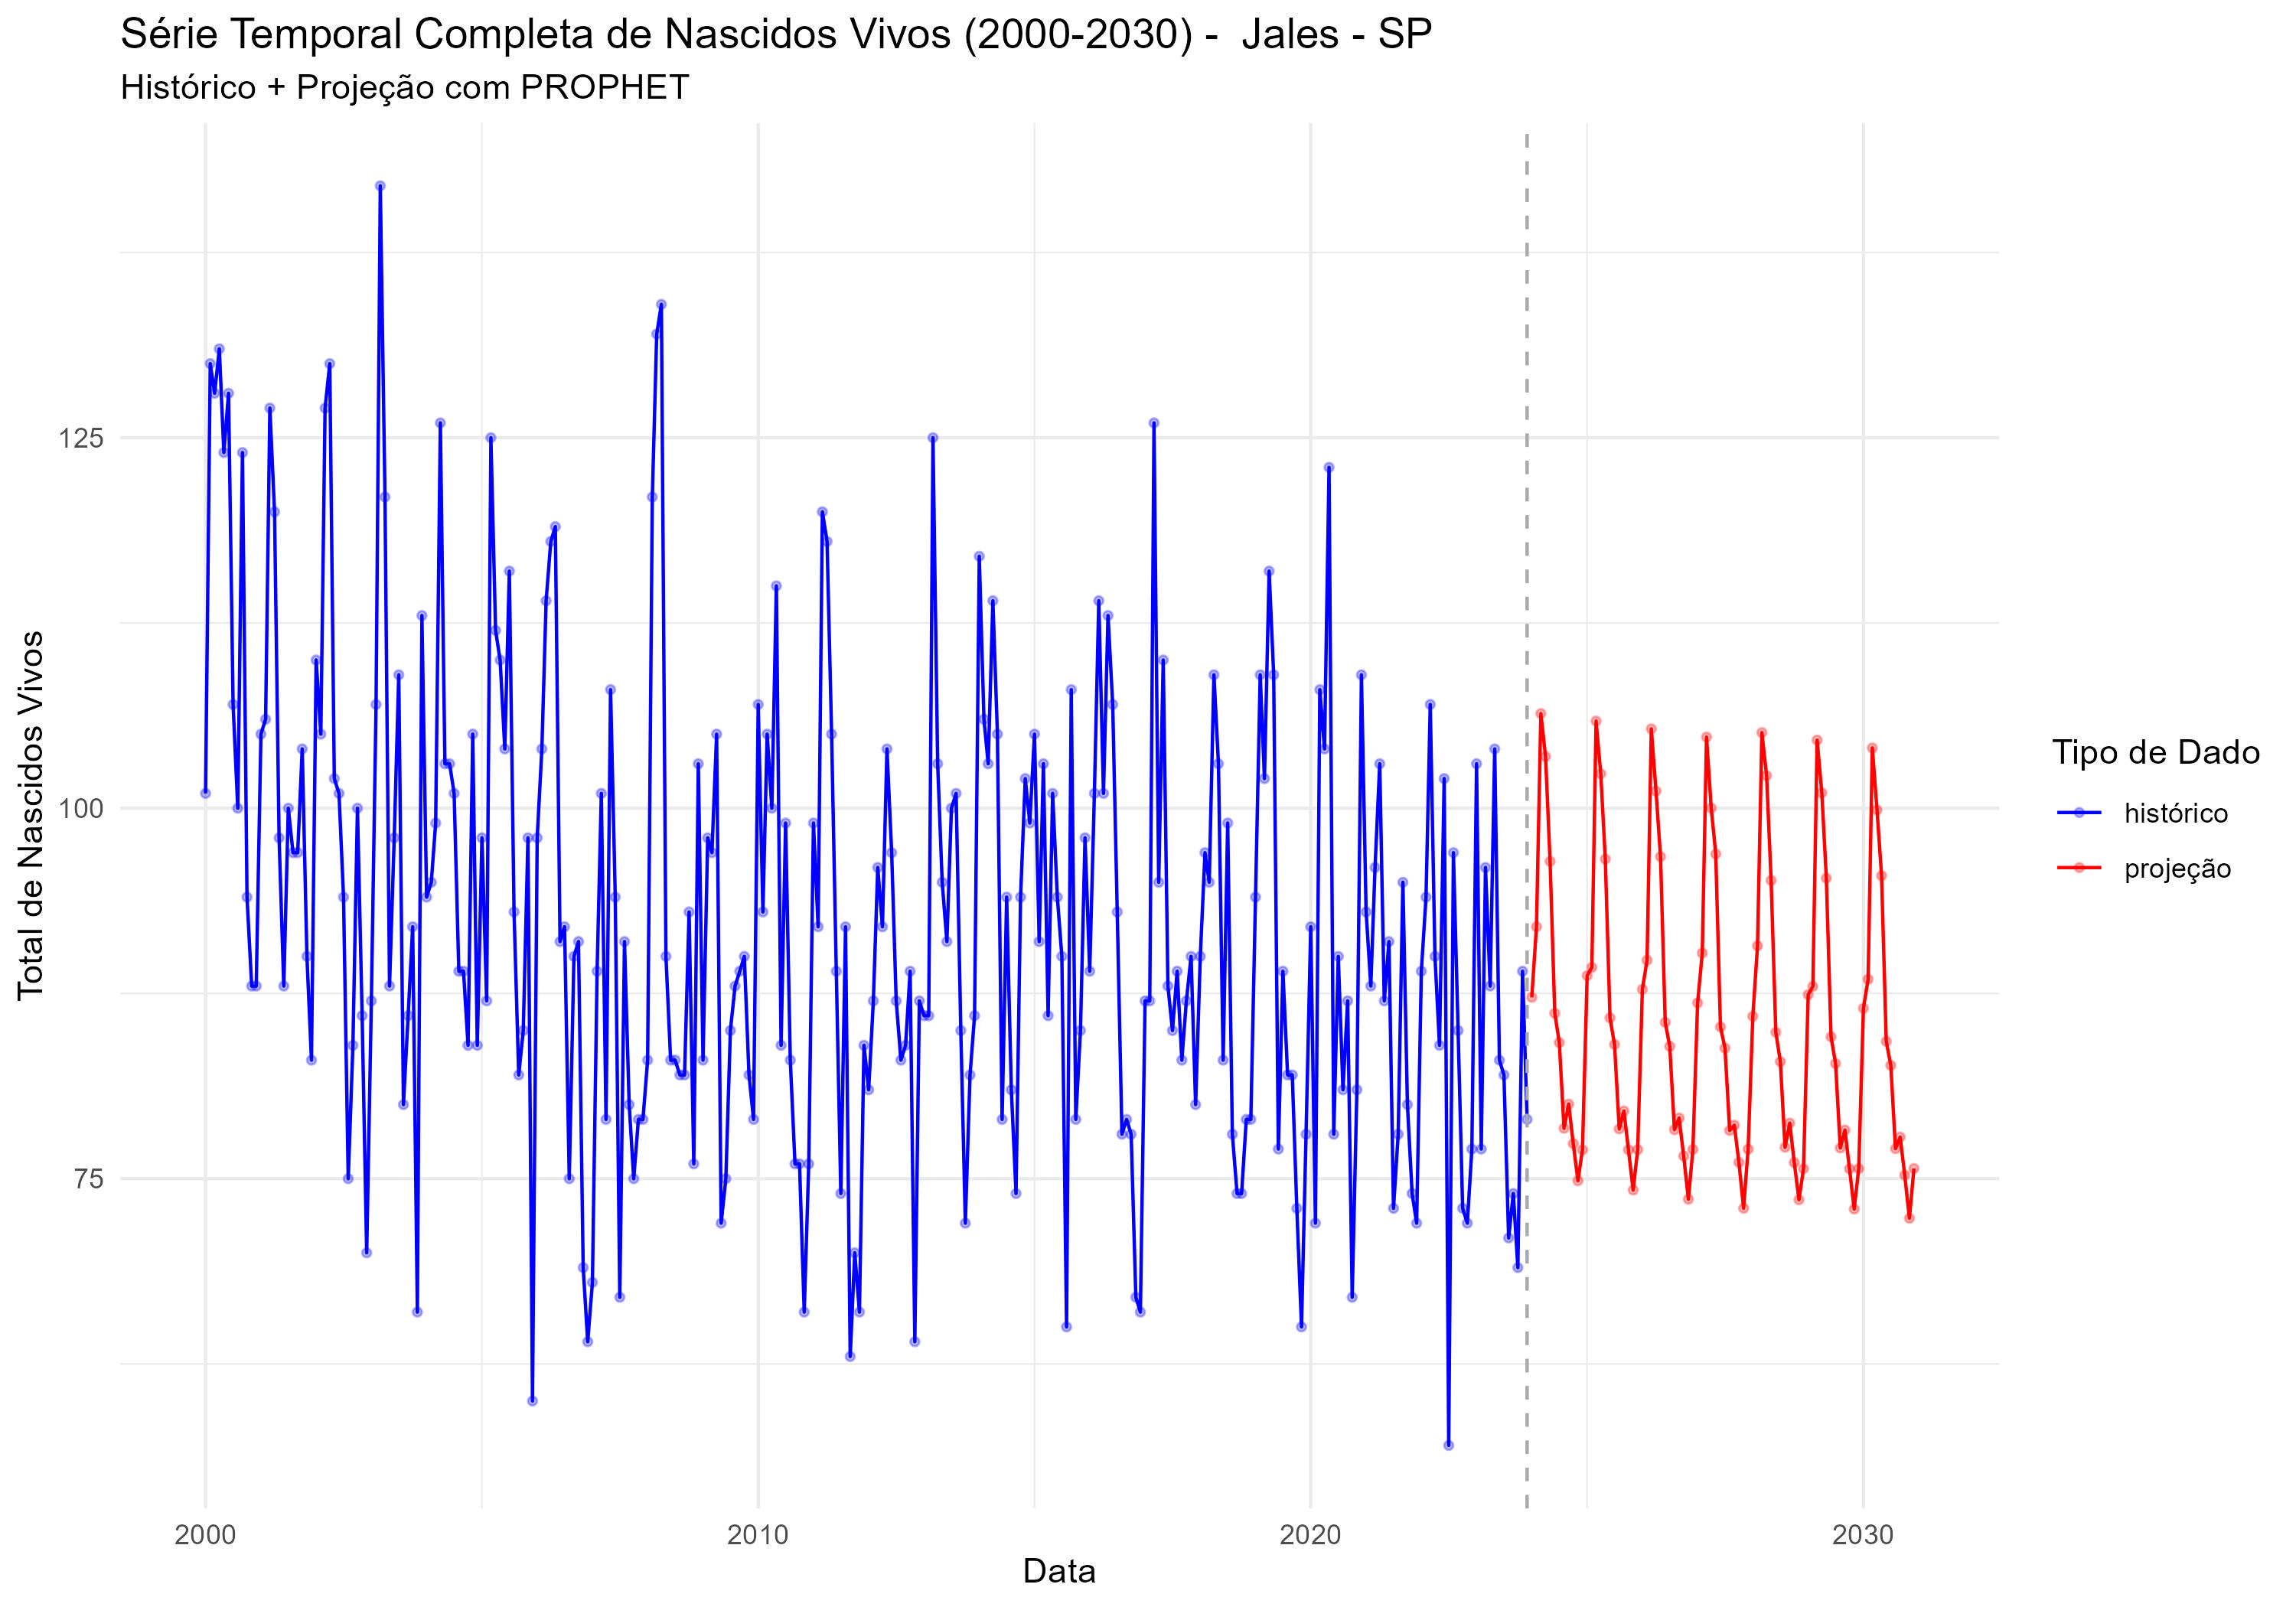 Série Temporal Completa de Nascidos Vivos (2000-2030) -  Jales - SP
Histórico + Projeção com PROPHET
Total de Nascidos Vivos
125
100
75
75
2000
2010
2020
2030
Data
Tipo de Dado
histórico
projeção